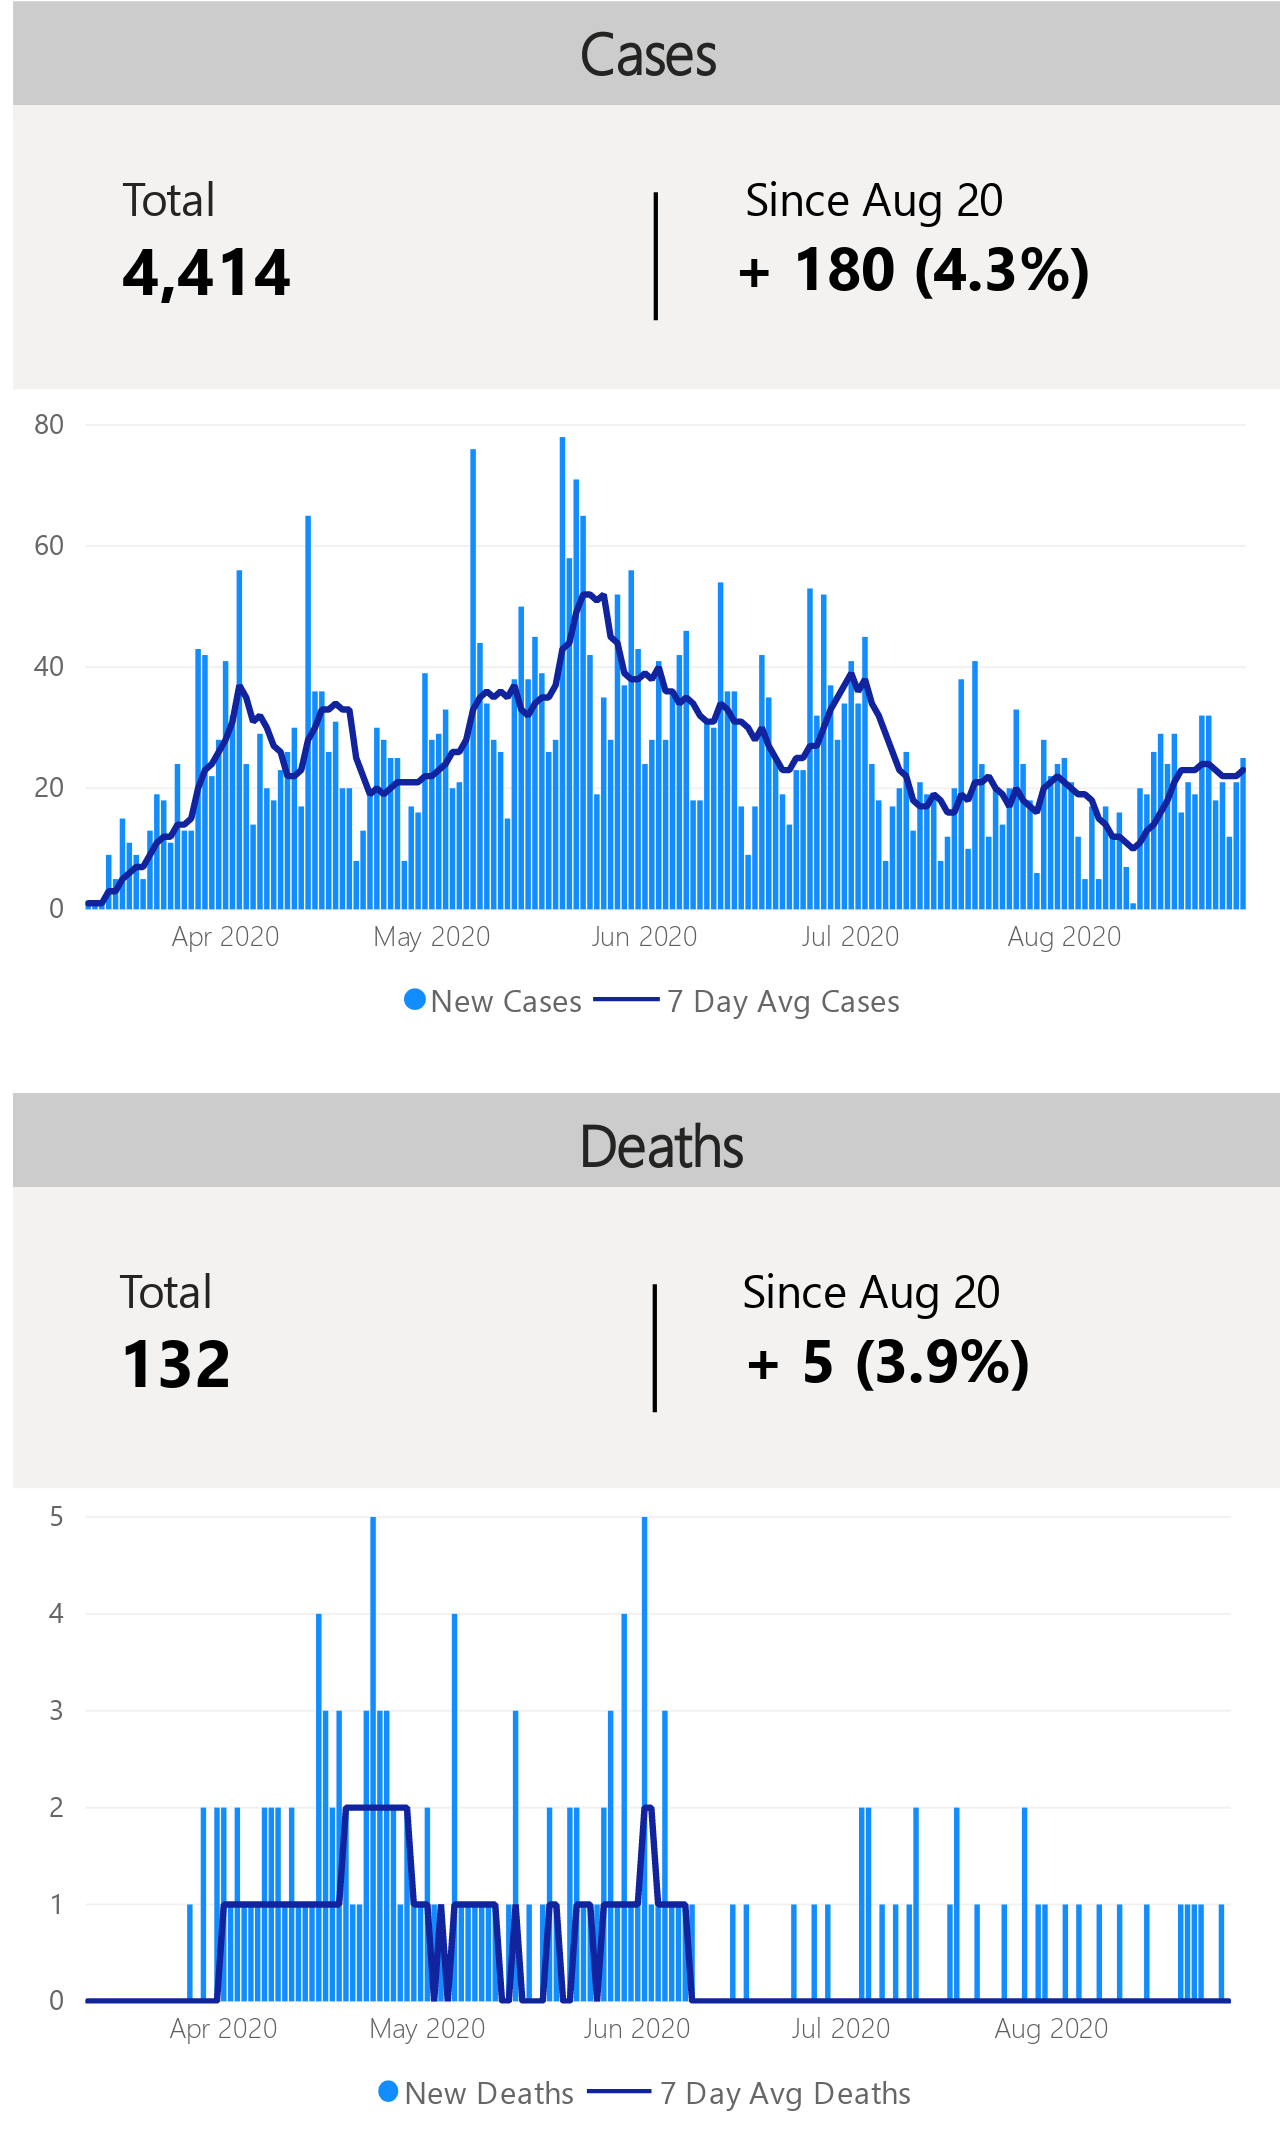 Cases
Total
Since Aug 20
4,414
+ 180 (4.3%)
80
60
40
20
0
Apr 2020
May 2020
Jun 2020
Jul 2020
Aug 2020
New Cases
7 Day Avg Cases
Deaths
Total
Since Aug 20
132
+ 5 (3.9%)
5
4
3
2
1
0
Apr 2020
May 2020
Jun 2020
Jul 2020
Aug 2020
New Deaths
7 Day Avg Deaths